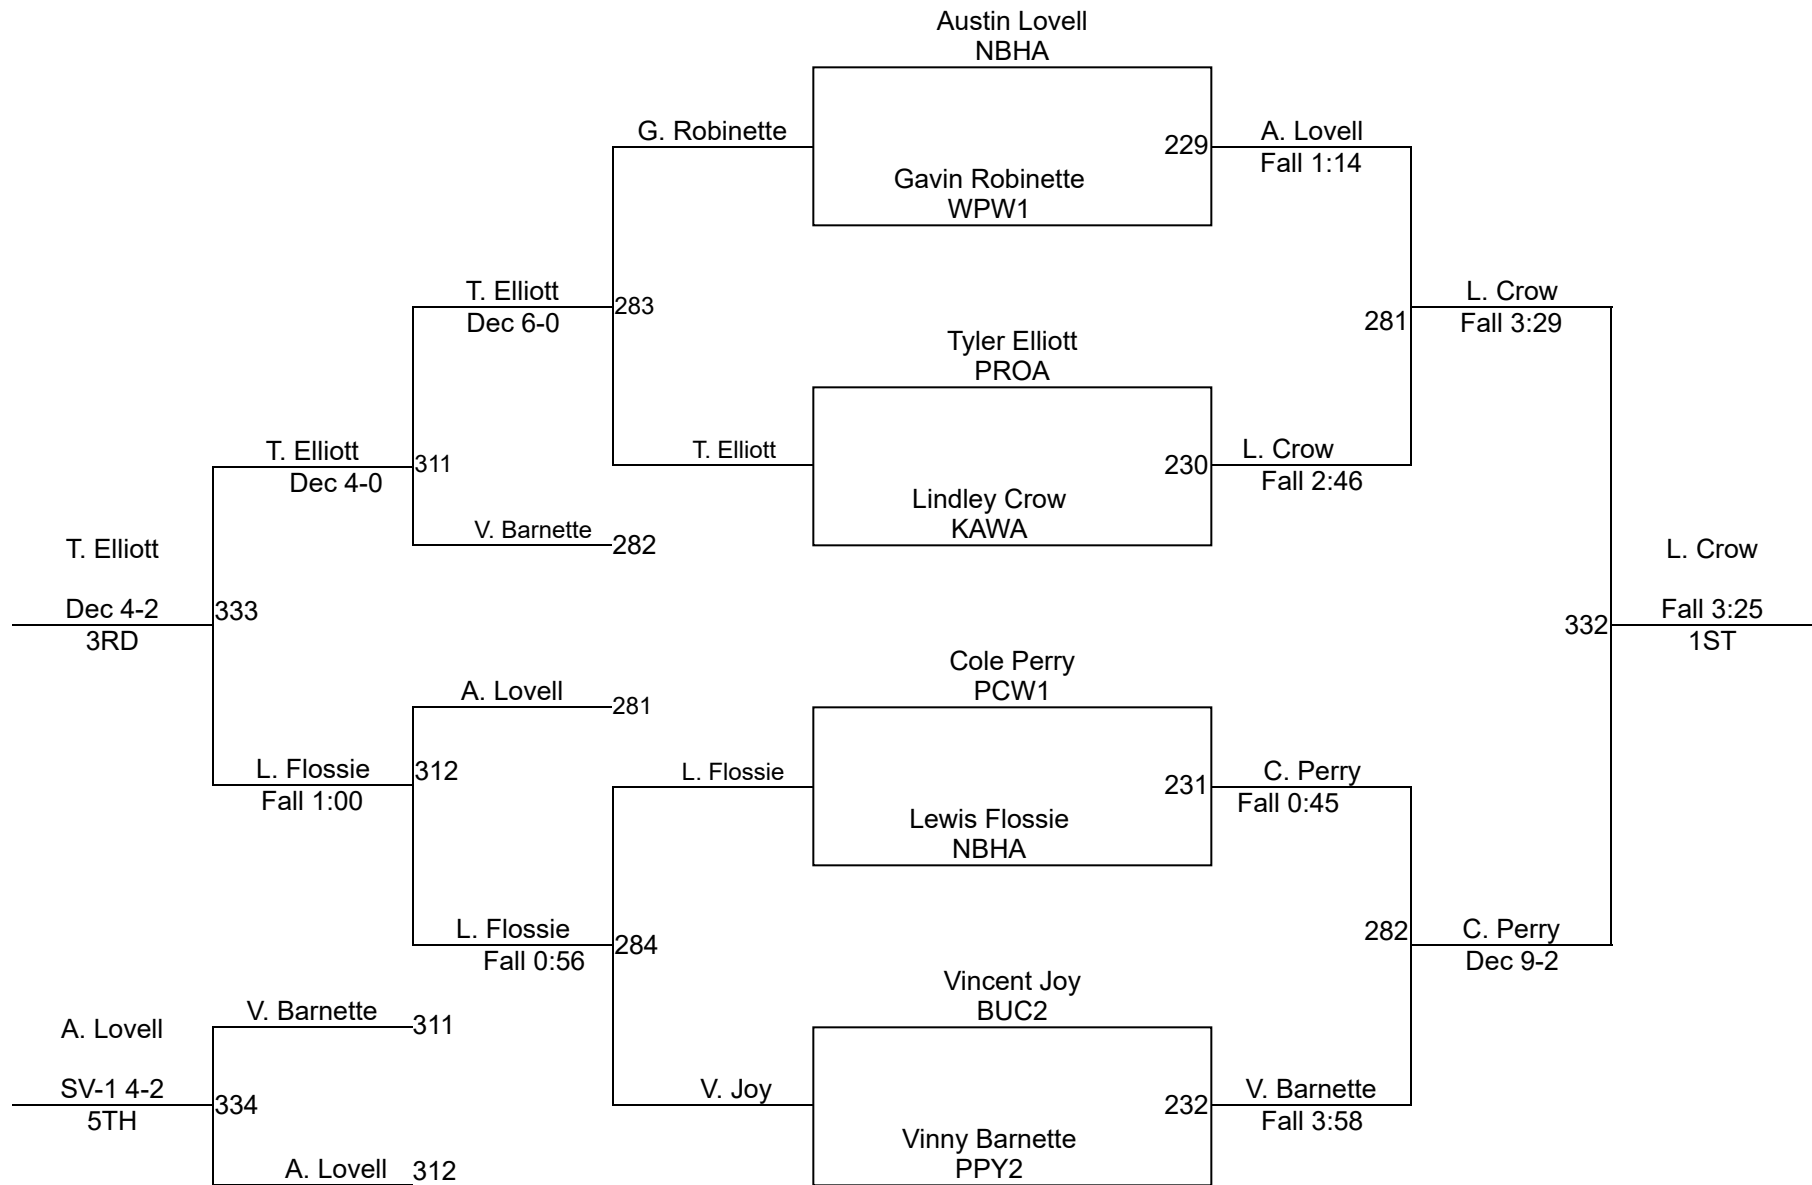 Austin Lovell
NBHA
G. Robinette
229
A. Lovell
Fall 1:14
Gavin Robinette
WPW1
T. Elliott
Dec 6-0
283
281
L. Crow
Fall 3:29
Tyler Elliott
PROA
T. Elliott
Dec 4-0
311
T. Elliott
230
L. Crow
Fall 2:46
Lindley Crow
KAWA
V. Barnette
282
T. Elliott
Dec 4-2
3RD
333
332
L. Crow
Fall 3:25
1ST
Cole Perry
PCW1
A. Lovell
281
L. Flossie
Fall 1:00
312
L. Flossie
231
C. Perry
Fall 0:45
Lewis Flossie
NBHA
L. Flossie
Fall 0:56
284
282
C. Perry
Dec 9-2
Vincent Joy
BUC2
V. Barnette
311
A. Lovell
SV-1 4-2
5TH
334
V. Joy
232
V. Barnette
Fall 3:58
Vinny Barnette
PPY2
A. Lovell
312